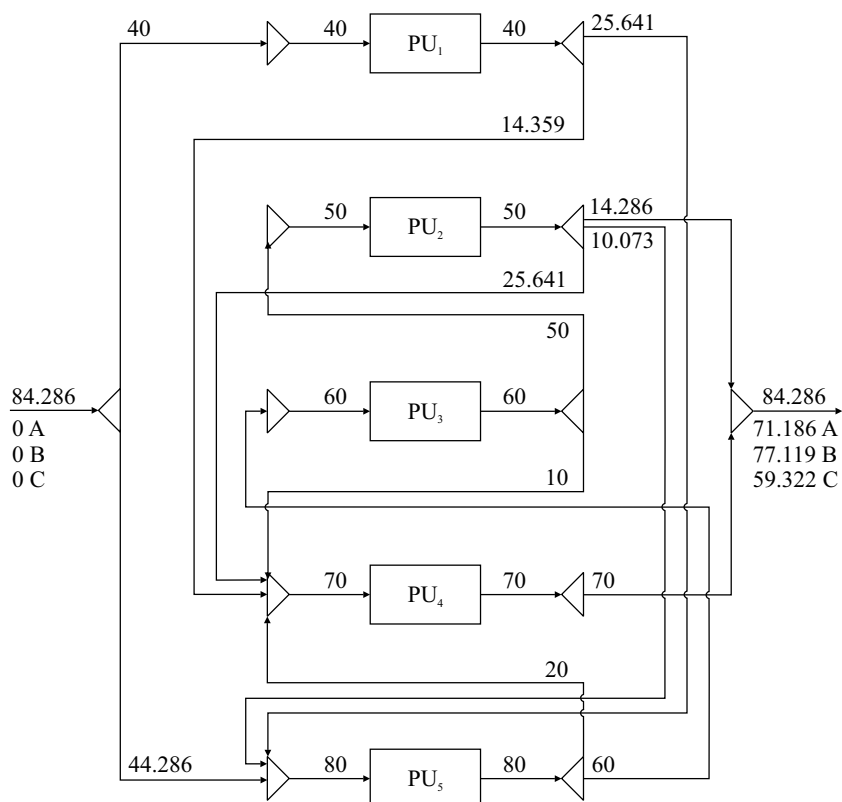 40 40 PU₁ 40 25.641
14.359
50 PU₂ 50 14.286
10.073
25.641
50
84.286 60 PU₃ 60 84.286
0 A 71.186 A
0 B 77.119 B
0 C 59.322 C
10
70 PU₄ 70 70
20
44.286 80 PU₅ 80 60